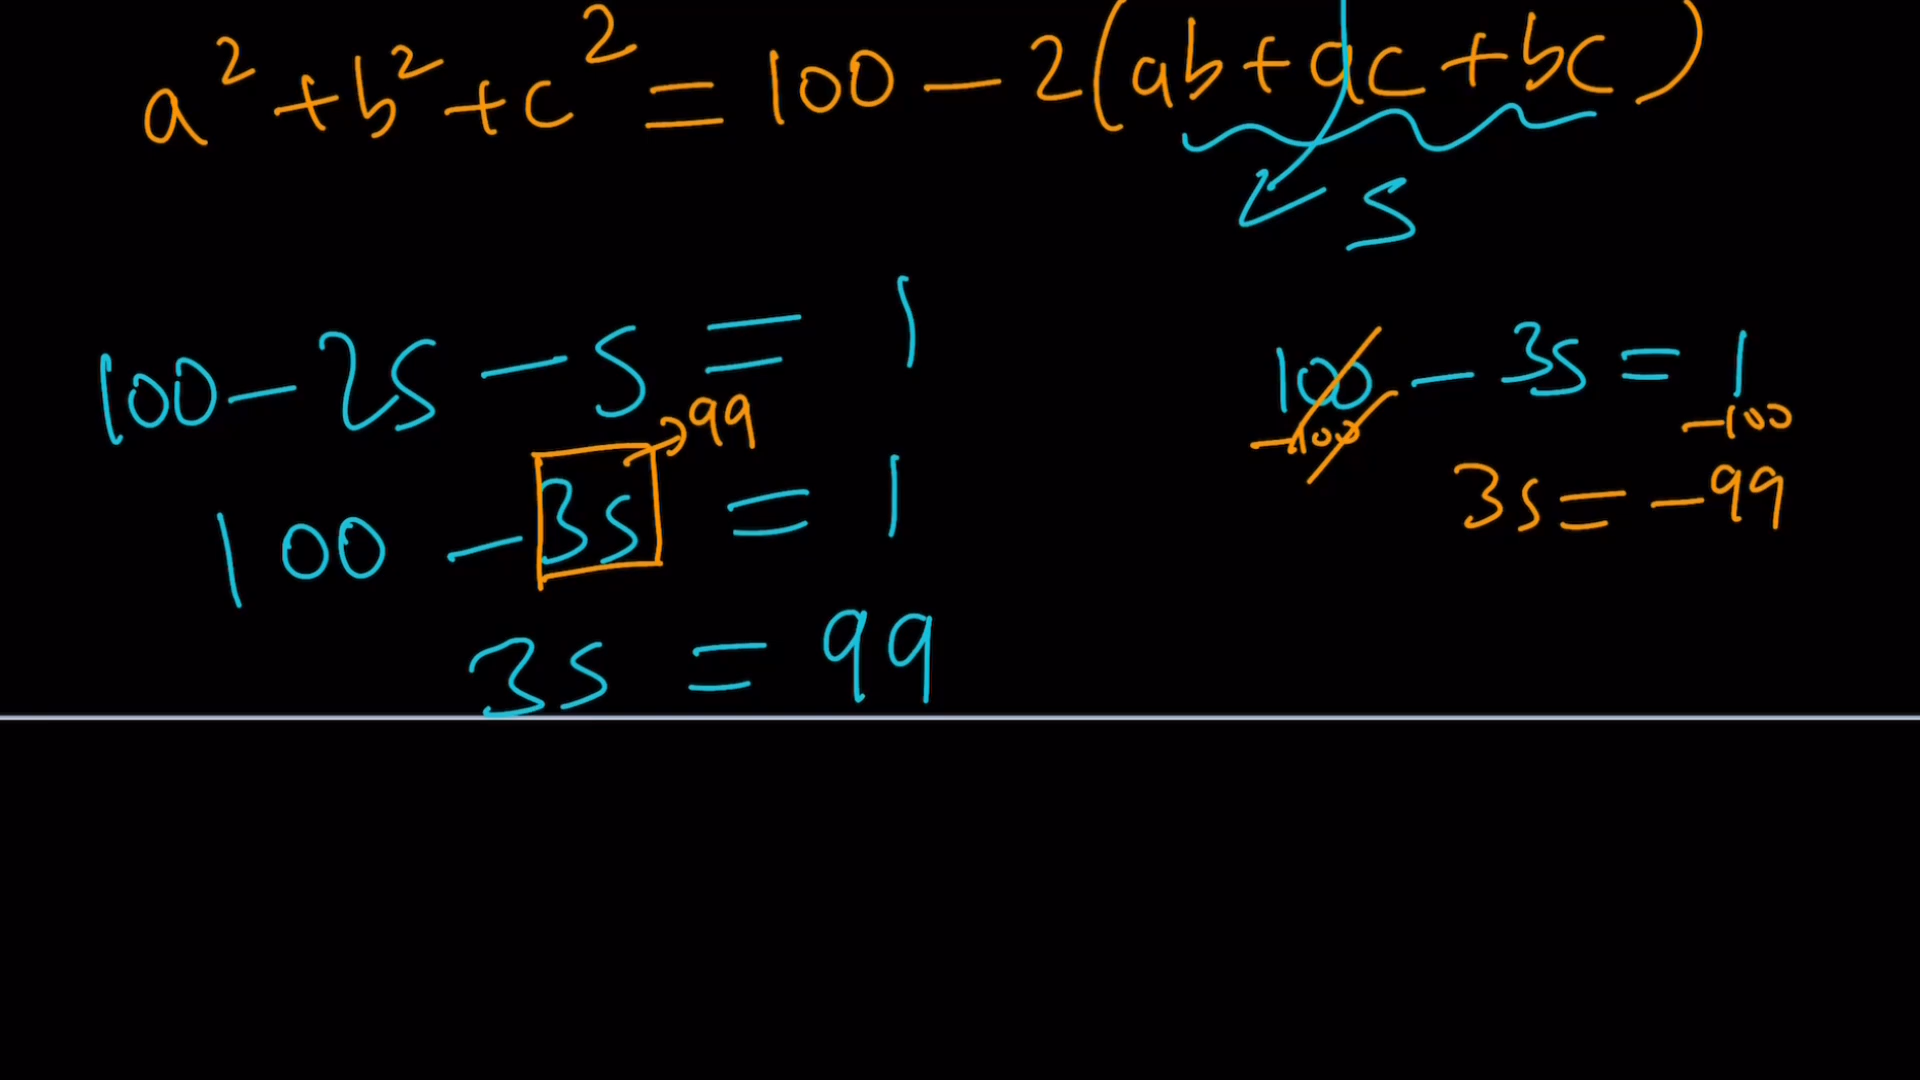 a² + b² + c² = 100 - 2(ab + ac + bc)
s
100 - 2s - s = 1
99
100 - 3s = 1
3s = 99
100 - 3s = 1
-100 -100
3s = -99